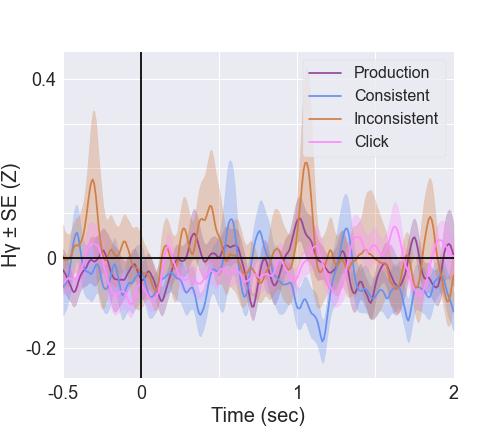 Production
Consistent
Inconsistent
Click
0.4
0
-0.2
Hγ ± SE (Z)
-0.5 0 1 2
Time (sec)